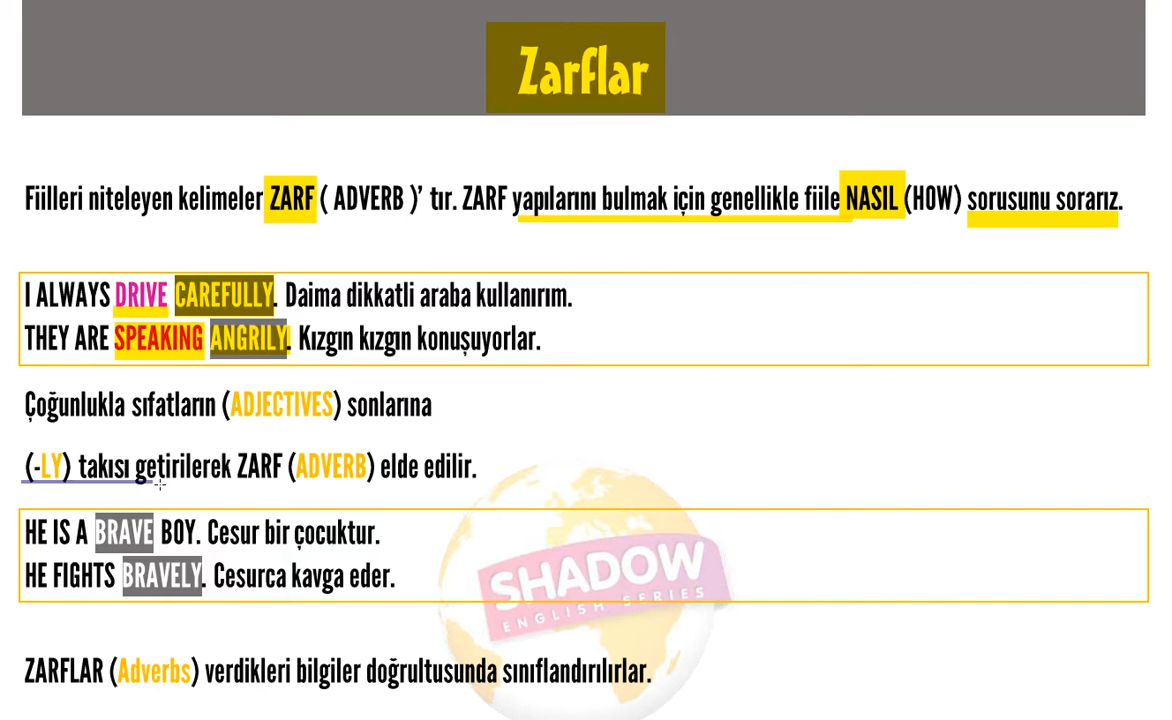 Zarflar
Fiilleri niteleyen kelimeler ZARF ( ADVERB )' tır. ZARF yapılarını bulmak için genellikle fiile NASIL (HOW) sorusunu sorarız.
I ALWAYS DRIVE CAREFULLY. Daima dikkatli araba kullanırım.
THEY ARE SPEAKING ANGRILY. Kızgın kızgın konuşuyorlar.
Çoğunlukla sıfatların (ADJECTIVES) sonlarına
(-LY) takısı getirilerek ZARF (ADVERB) elde edilir.
HE IS A BRAVE BOY. Cesur bir çocuktur.
HE FIGHTS BRAVELY. Cesurca kavga eder.
SHADOW
ENGLISH SERIES
ZARFLAR (Adverbs) verdikleri bilgiler doğrultusunda sınıflandırılırlar.